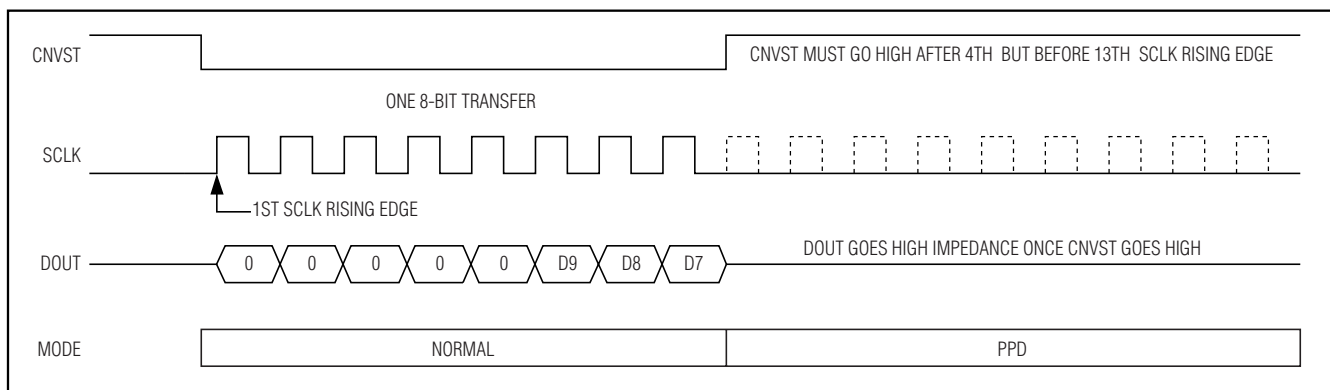 CNVST
CNVST MUST GO HIGH AFTER 4TH BUT BEFORE 13TH SCLK RISING EDGE
ONE 8-BIT TRANSFER
SCLK
1ST SCLK RISING EDGE
DOUT
0 0 0 0 0 D9 D8 D7
DOUT GOES HIGH IMPEDANCE ONCE CNVST GOES HIGH
MODE
NORMAL
PPD